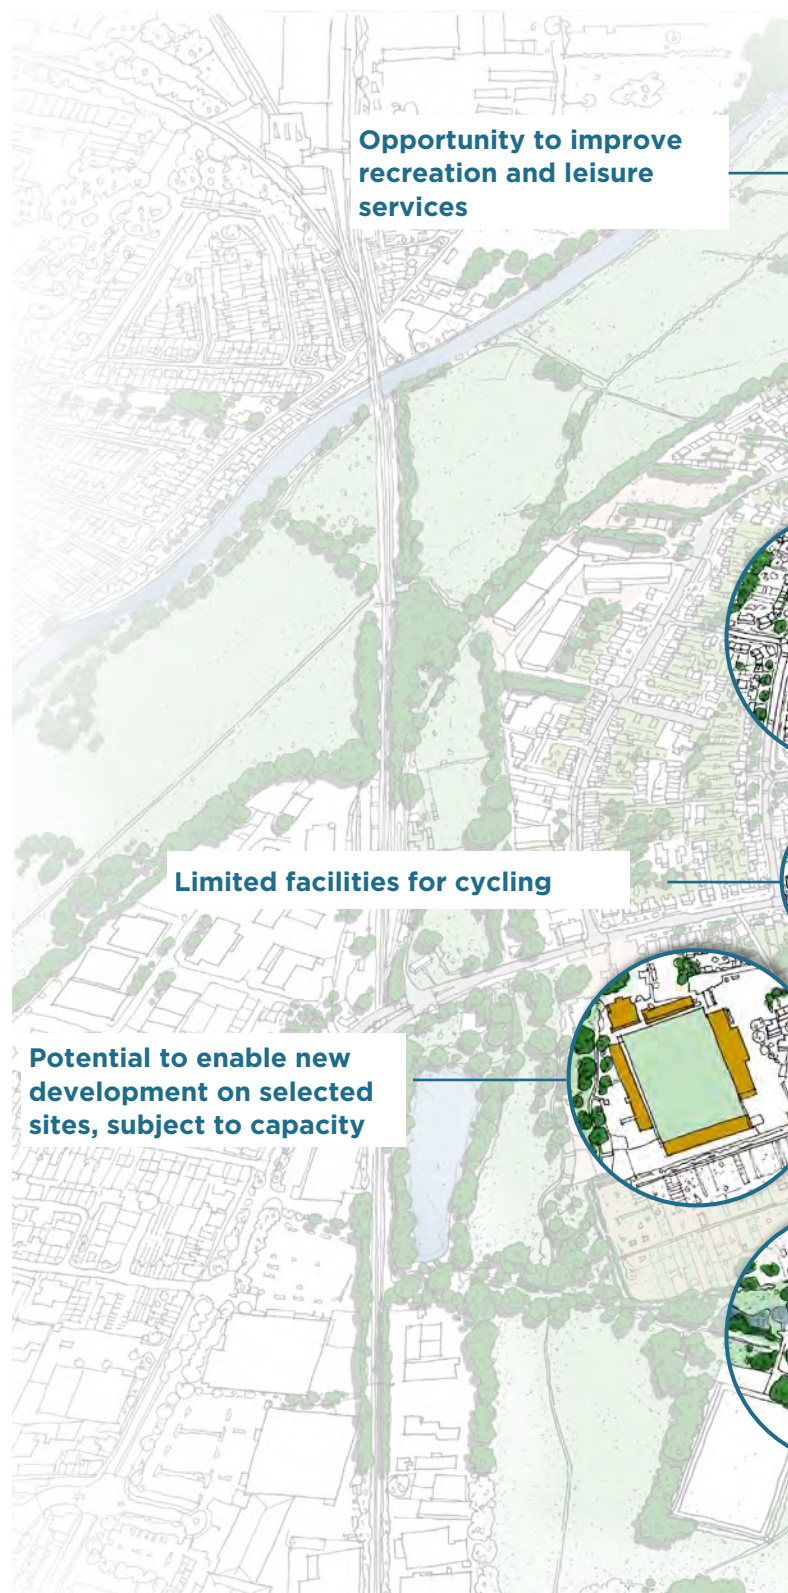 Opportunity to improve
recreation and leisure
services
Limited facilities for cycling
Potential to enable new
development on selected
sites, subject to capacity